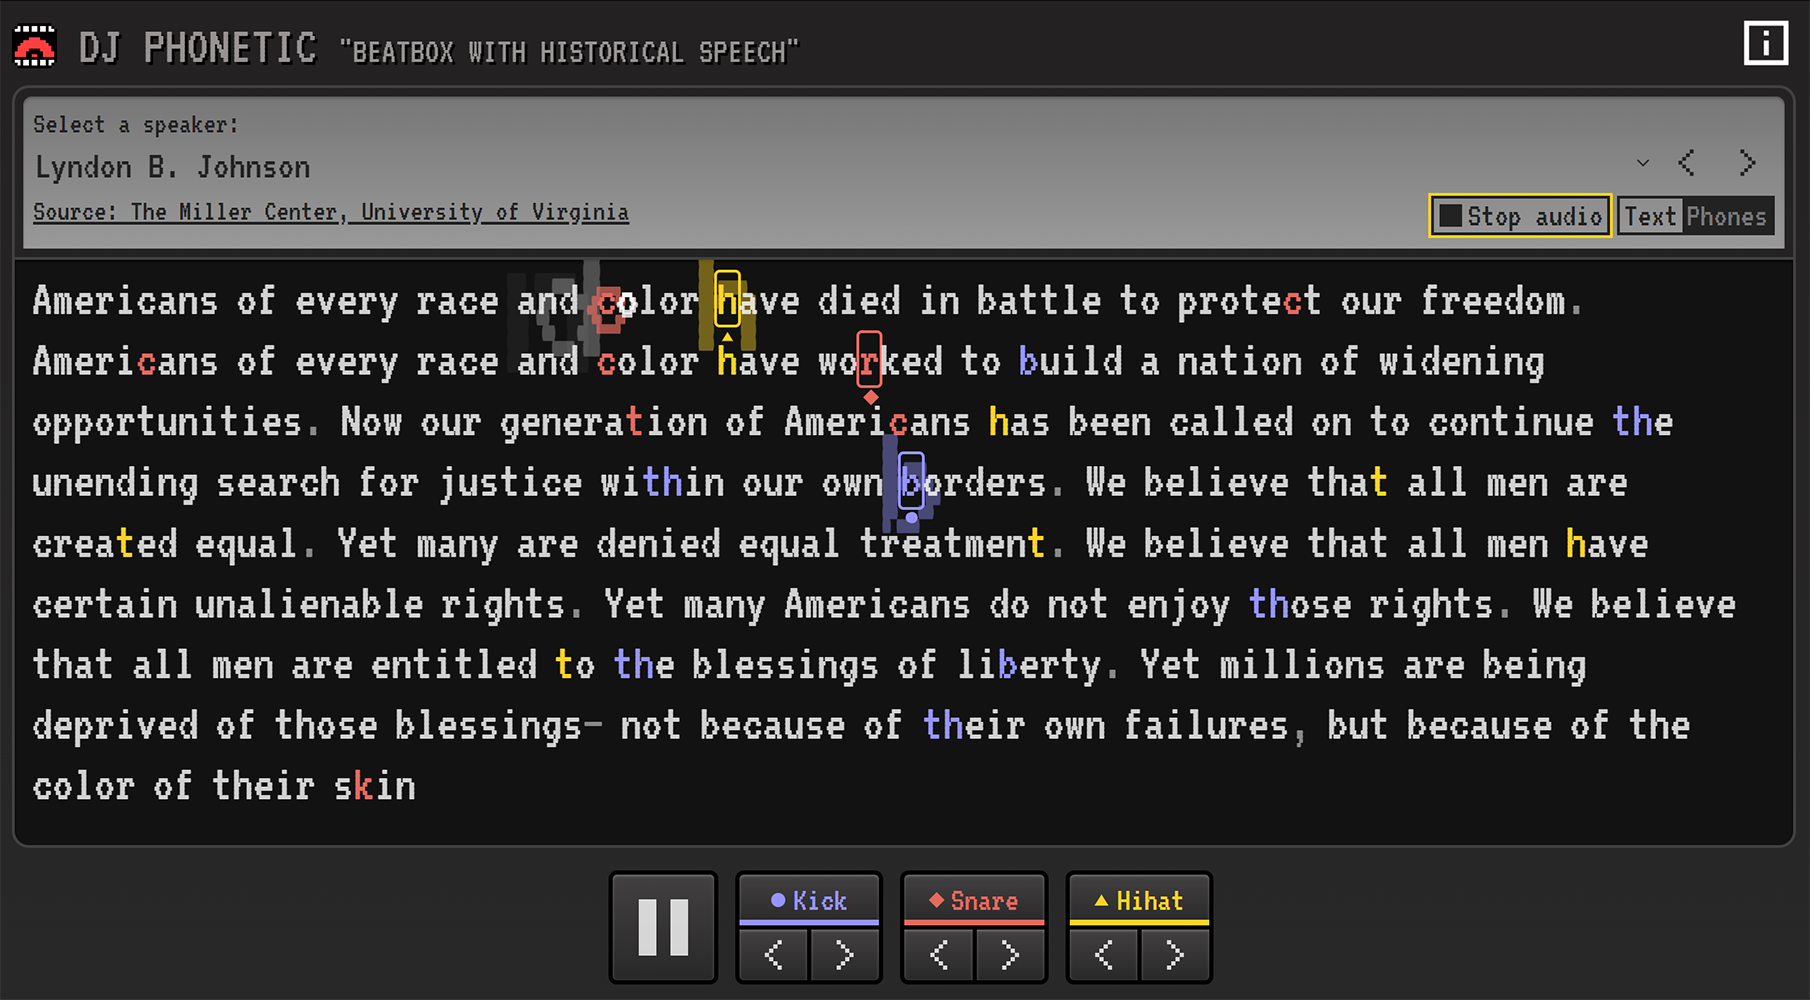 DJ PHONETIC "BEATBOX WITH HISTORICAL SPEECH"
Select a speaker:
Lyndon B. Johnson
Source: The Miller Center, University of Virginia
Stop audio Text Phones
Americans of every race and color have died in battle to protect our freedom.
Americans of every race and color have worked to build a nation of widening
opportunities. Now our generation of Americans has been called on to continue the
unending search for justice within our own borders. We believe that all men are
created equal. Yet many are denied equal treatment. We believe that all men have
certain unalienable rights. Yet many Americans do not enjoy those rights. We believe
that all men are entitled to the blessings of liberty. Yet millions are being
deprived of those blessings– not because of their own failures, but because of the
color of their skin
Kick Snare Hihat